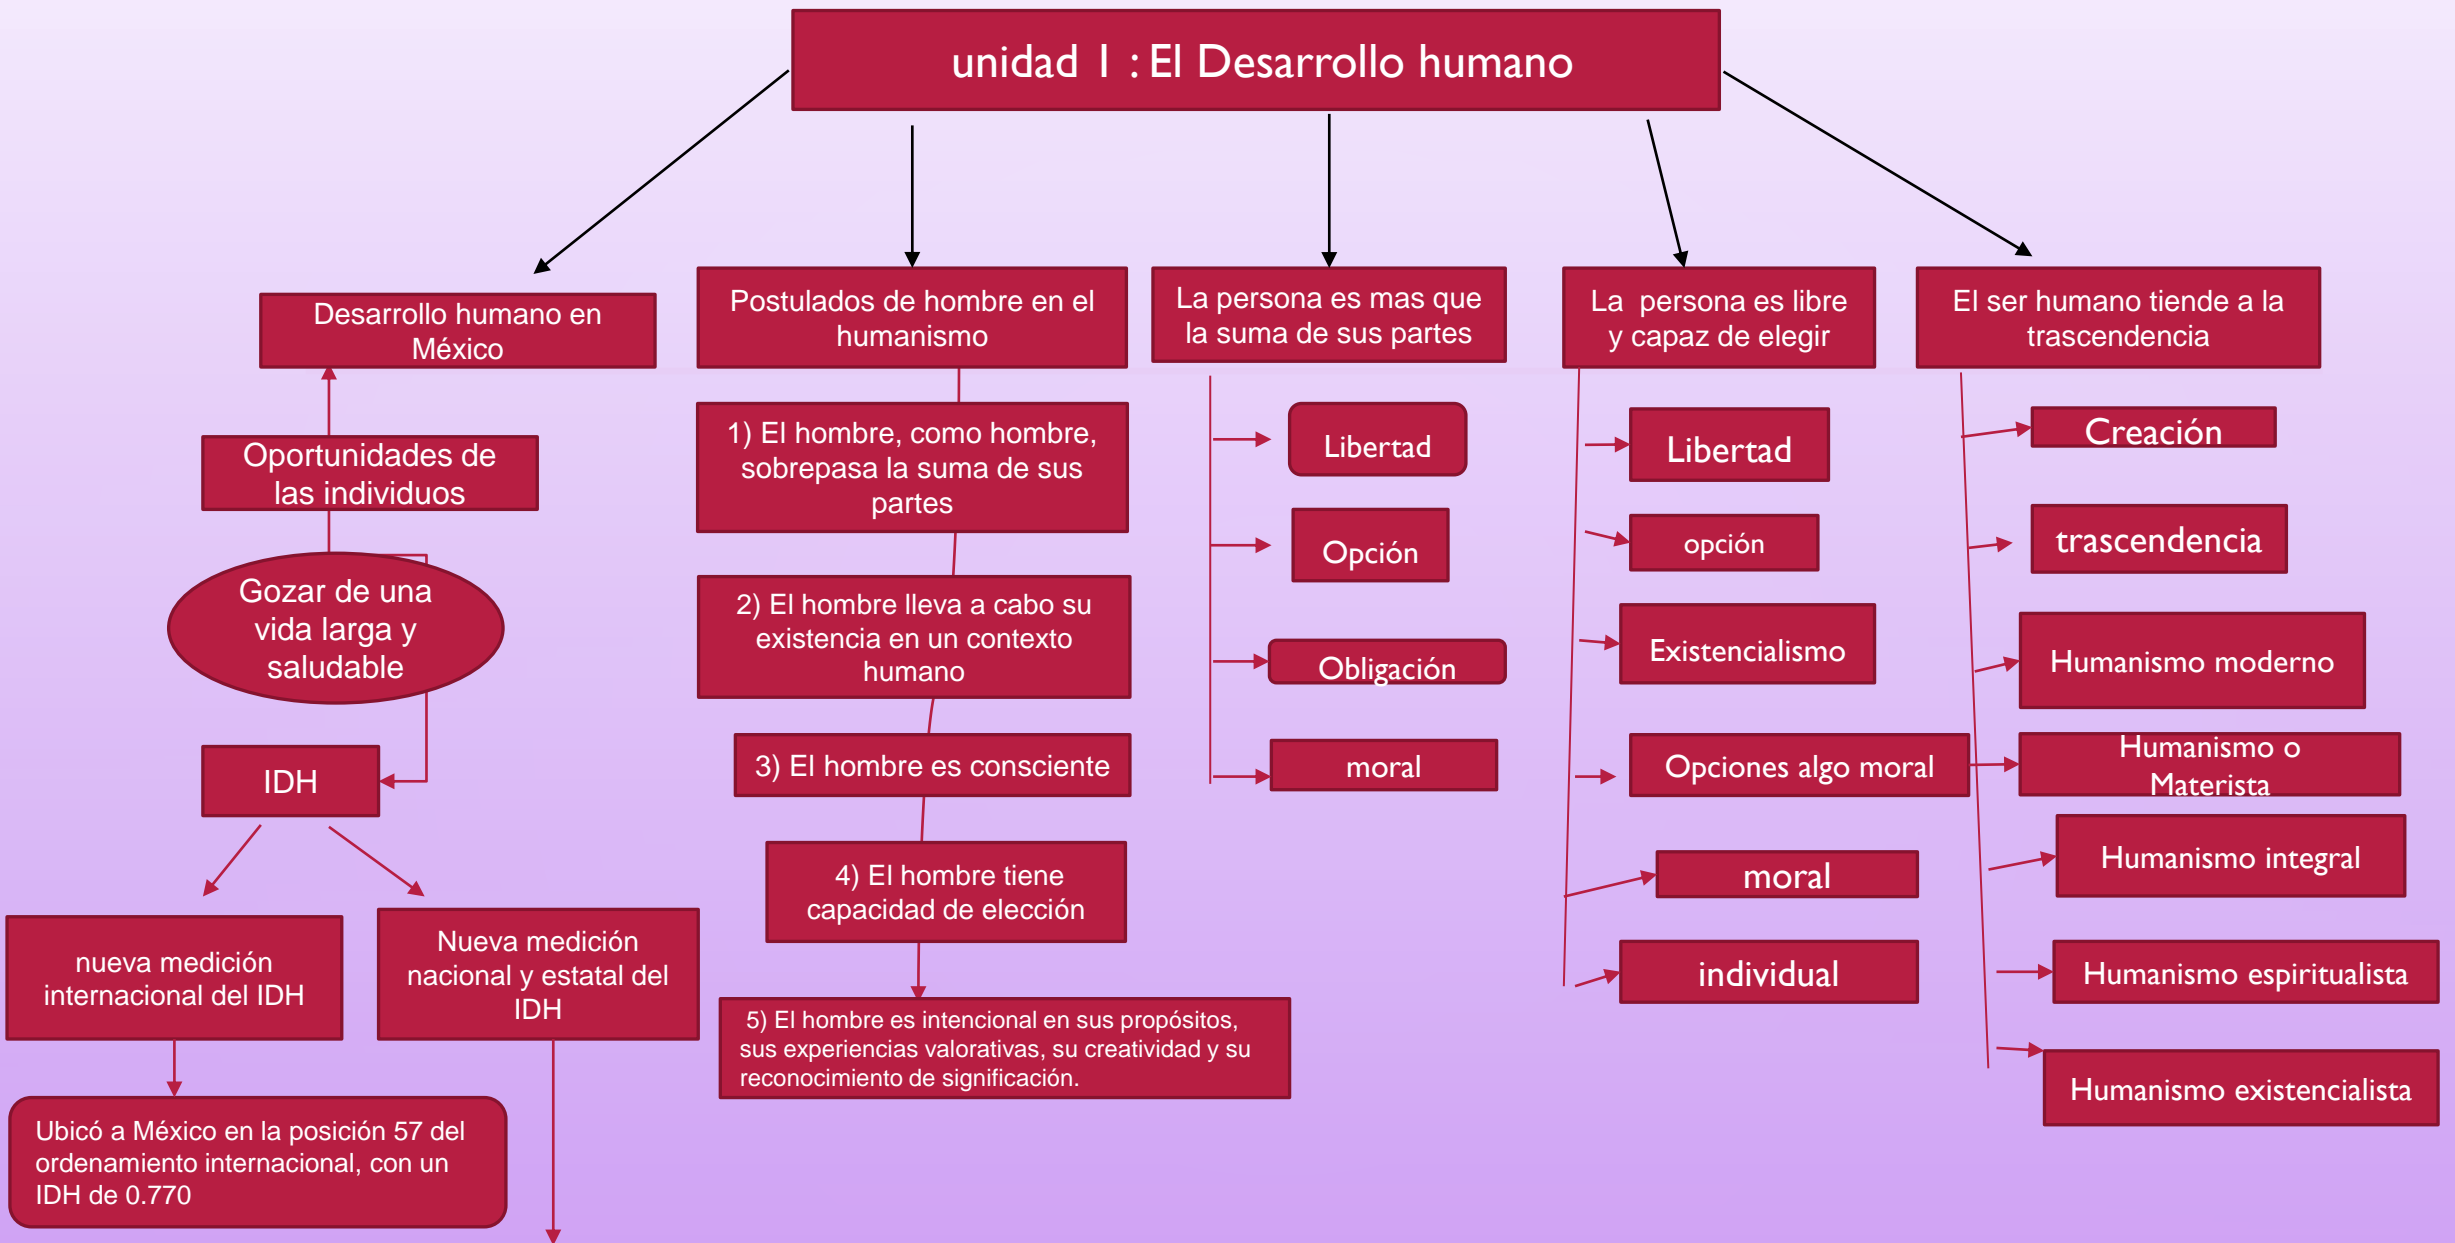 unidad 1 : El Desarrollo humano
Desarrollo humano en
México
Oportunidades de
las individuos
Gozar de una
vida larga y
saludable
IDH
nueva medición
internacional del IDH
Ubicó a México en la posición 57 del
ordenamiento internacional, con un
IDH de 0.770
Nueva medición
nacional y estatal del
IDH
Postulados de hombre en el
humanismo
1) El hombre, como hombre,
sobrepasa la suma de sus
partes
2) El hombre lleva a cabo su
existencia en un contexto
humano
3) El hombre es consciente
4) El hombre tiene
capacidad de elección
5) El hombre es intencional en sus propósitos,
sus experiencias valorativas, su creatividad y su
reconocimiento de significación.
La persona es mas que
la suma de sus partes
Libertad
Opción
Obligación
moral
La persona es libre
y capaz de elegir
Libertad
opción
Existencialismo
Opciones algo moral
moral
individual
El ser humano tiende a la
trascendencia
Creación
trascendencia
Humanismo moderno
Humanismo o
Materista
Humanismo integral
Humanismo espiritualista
Humanismo existencialista